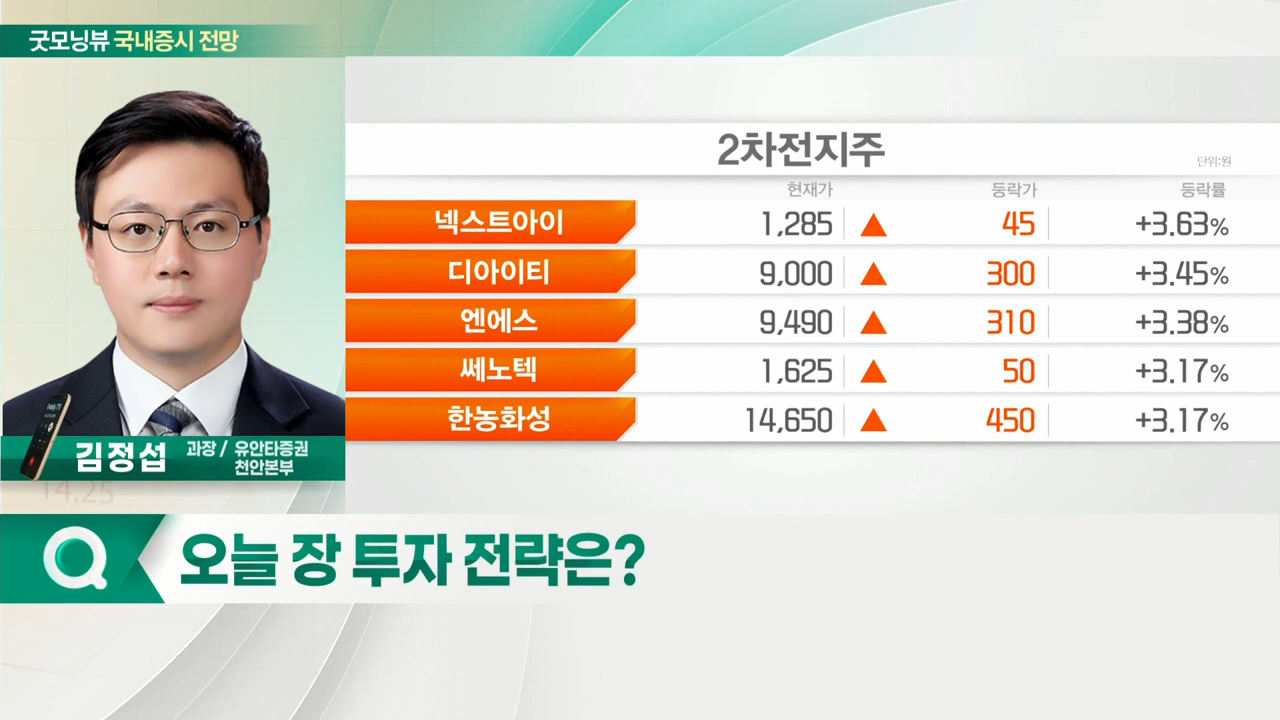 굿모닝뷰 국내증시 전망
2차전지주
단위:원
현재가 등락가 등락률
넥스트아이 1,285 ▲ 45 +3.63%
디아이티 9,000 ▲ 300 +3.45%
엔에스 9,490 ▲ 310 +3.38%
쎄노텍 1,625 ▲ 50 +3.17%
한농화성 14,650 ▲ 450 +3.17%
김정섭 과장 / 유안타증권
천안본부
14.25
Q 오늘 장 투자 전략은?